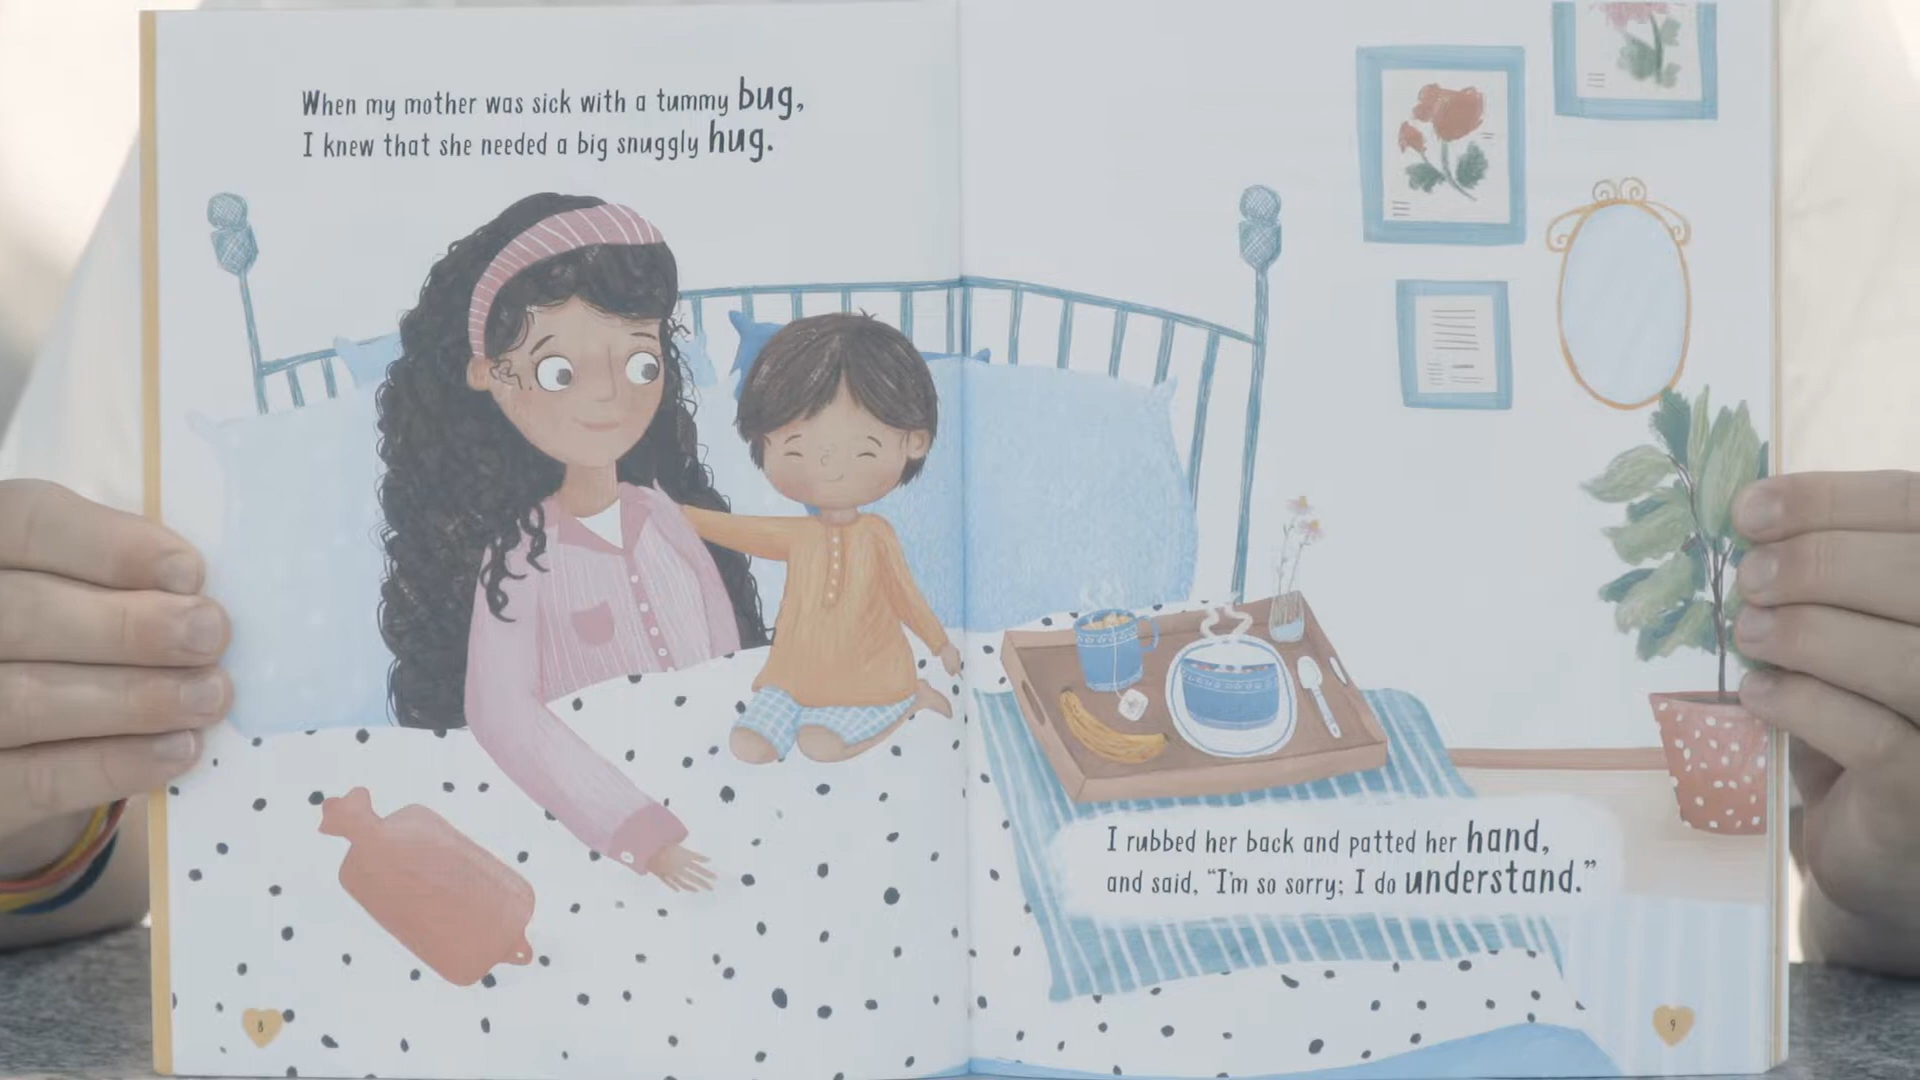 When my mother was sick with a tummy bug,
I knew that she needed a big snuggly hug.
I rubbed her back and patted her hand,
and said, “I'm so sorry; I do understand.”
8
9